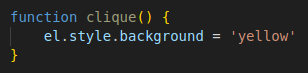 function clique() {
    el.style.background = 'yellow'
}